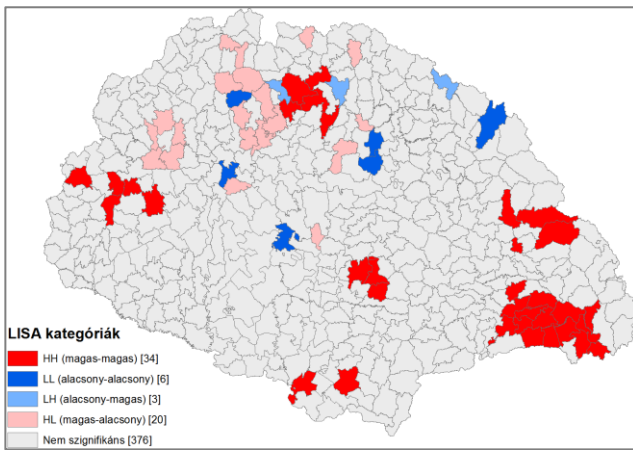 LISA kategóriák
HH (magas-magas) [34]
LL (alacsony-alacsony) [6]
LH (alacsony-magas) [3]
HL (magas-alacsony) [20]
Nem szignifikáns [376]